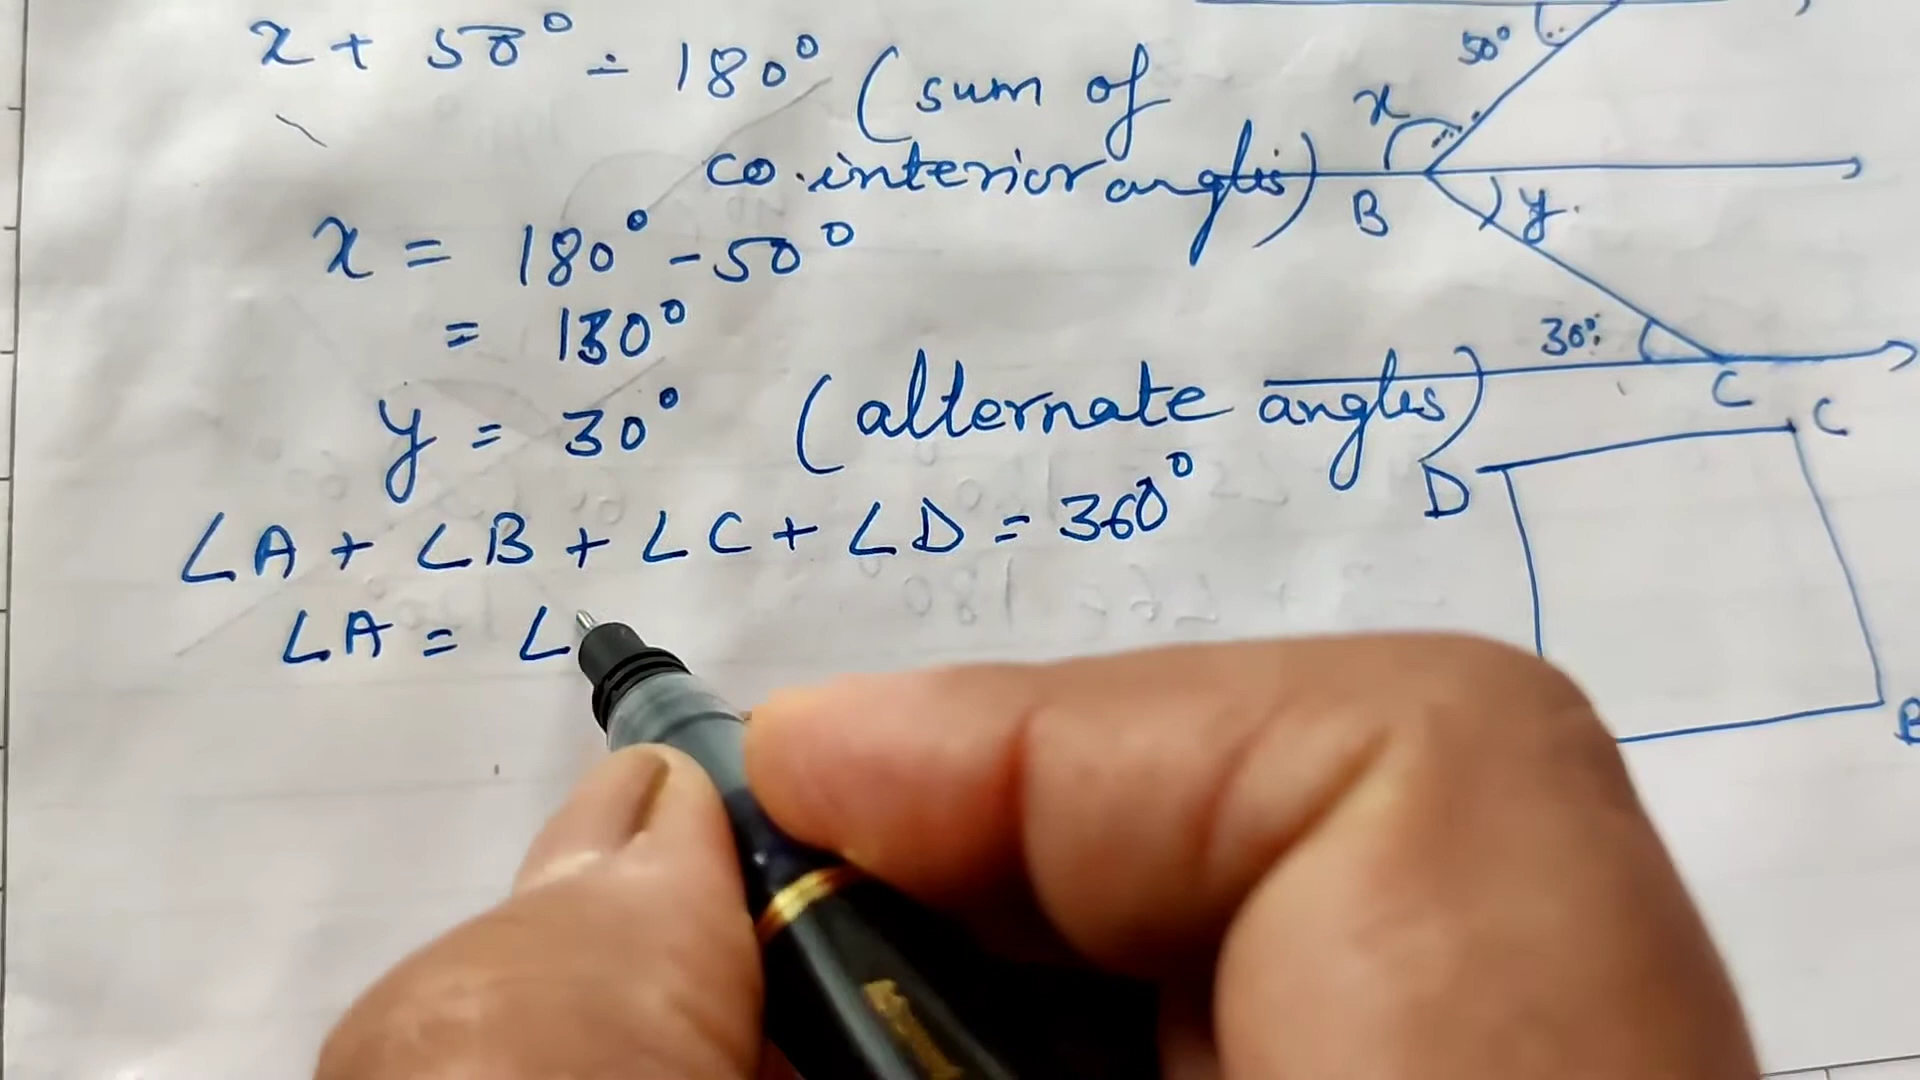 x + 50° = 180° (sum of
co.interior angles)
x = 180° - 50°
= 130°
y = 30° (alternate angles)
∠A + ∠B + ∠C + ∠D = 360°
∠A = ∠
50°
x
B y.
30°
C
D C
B